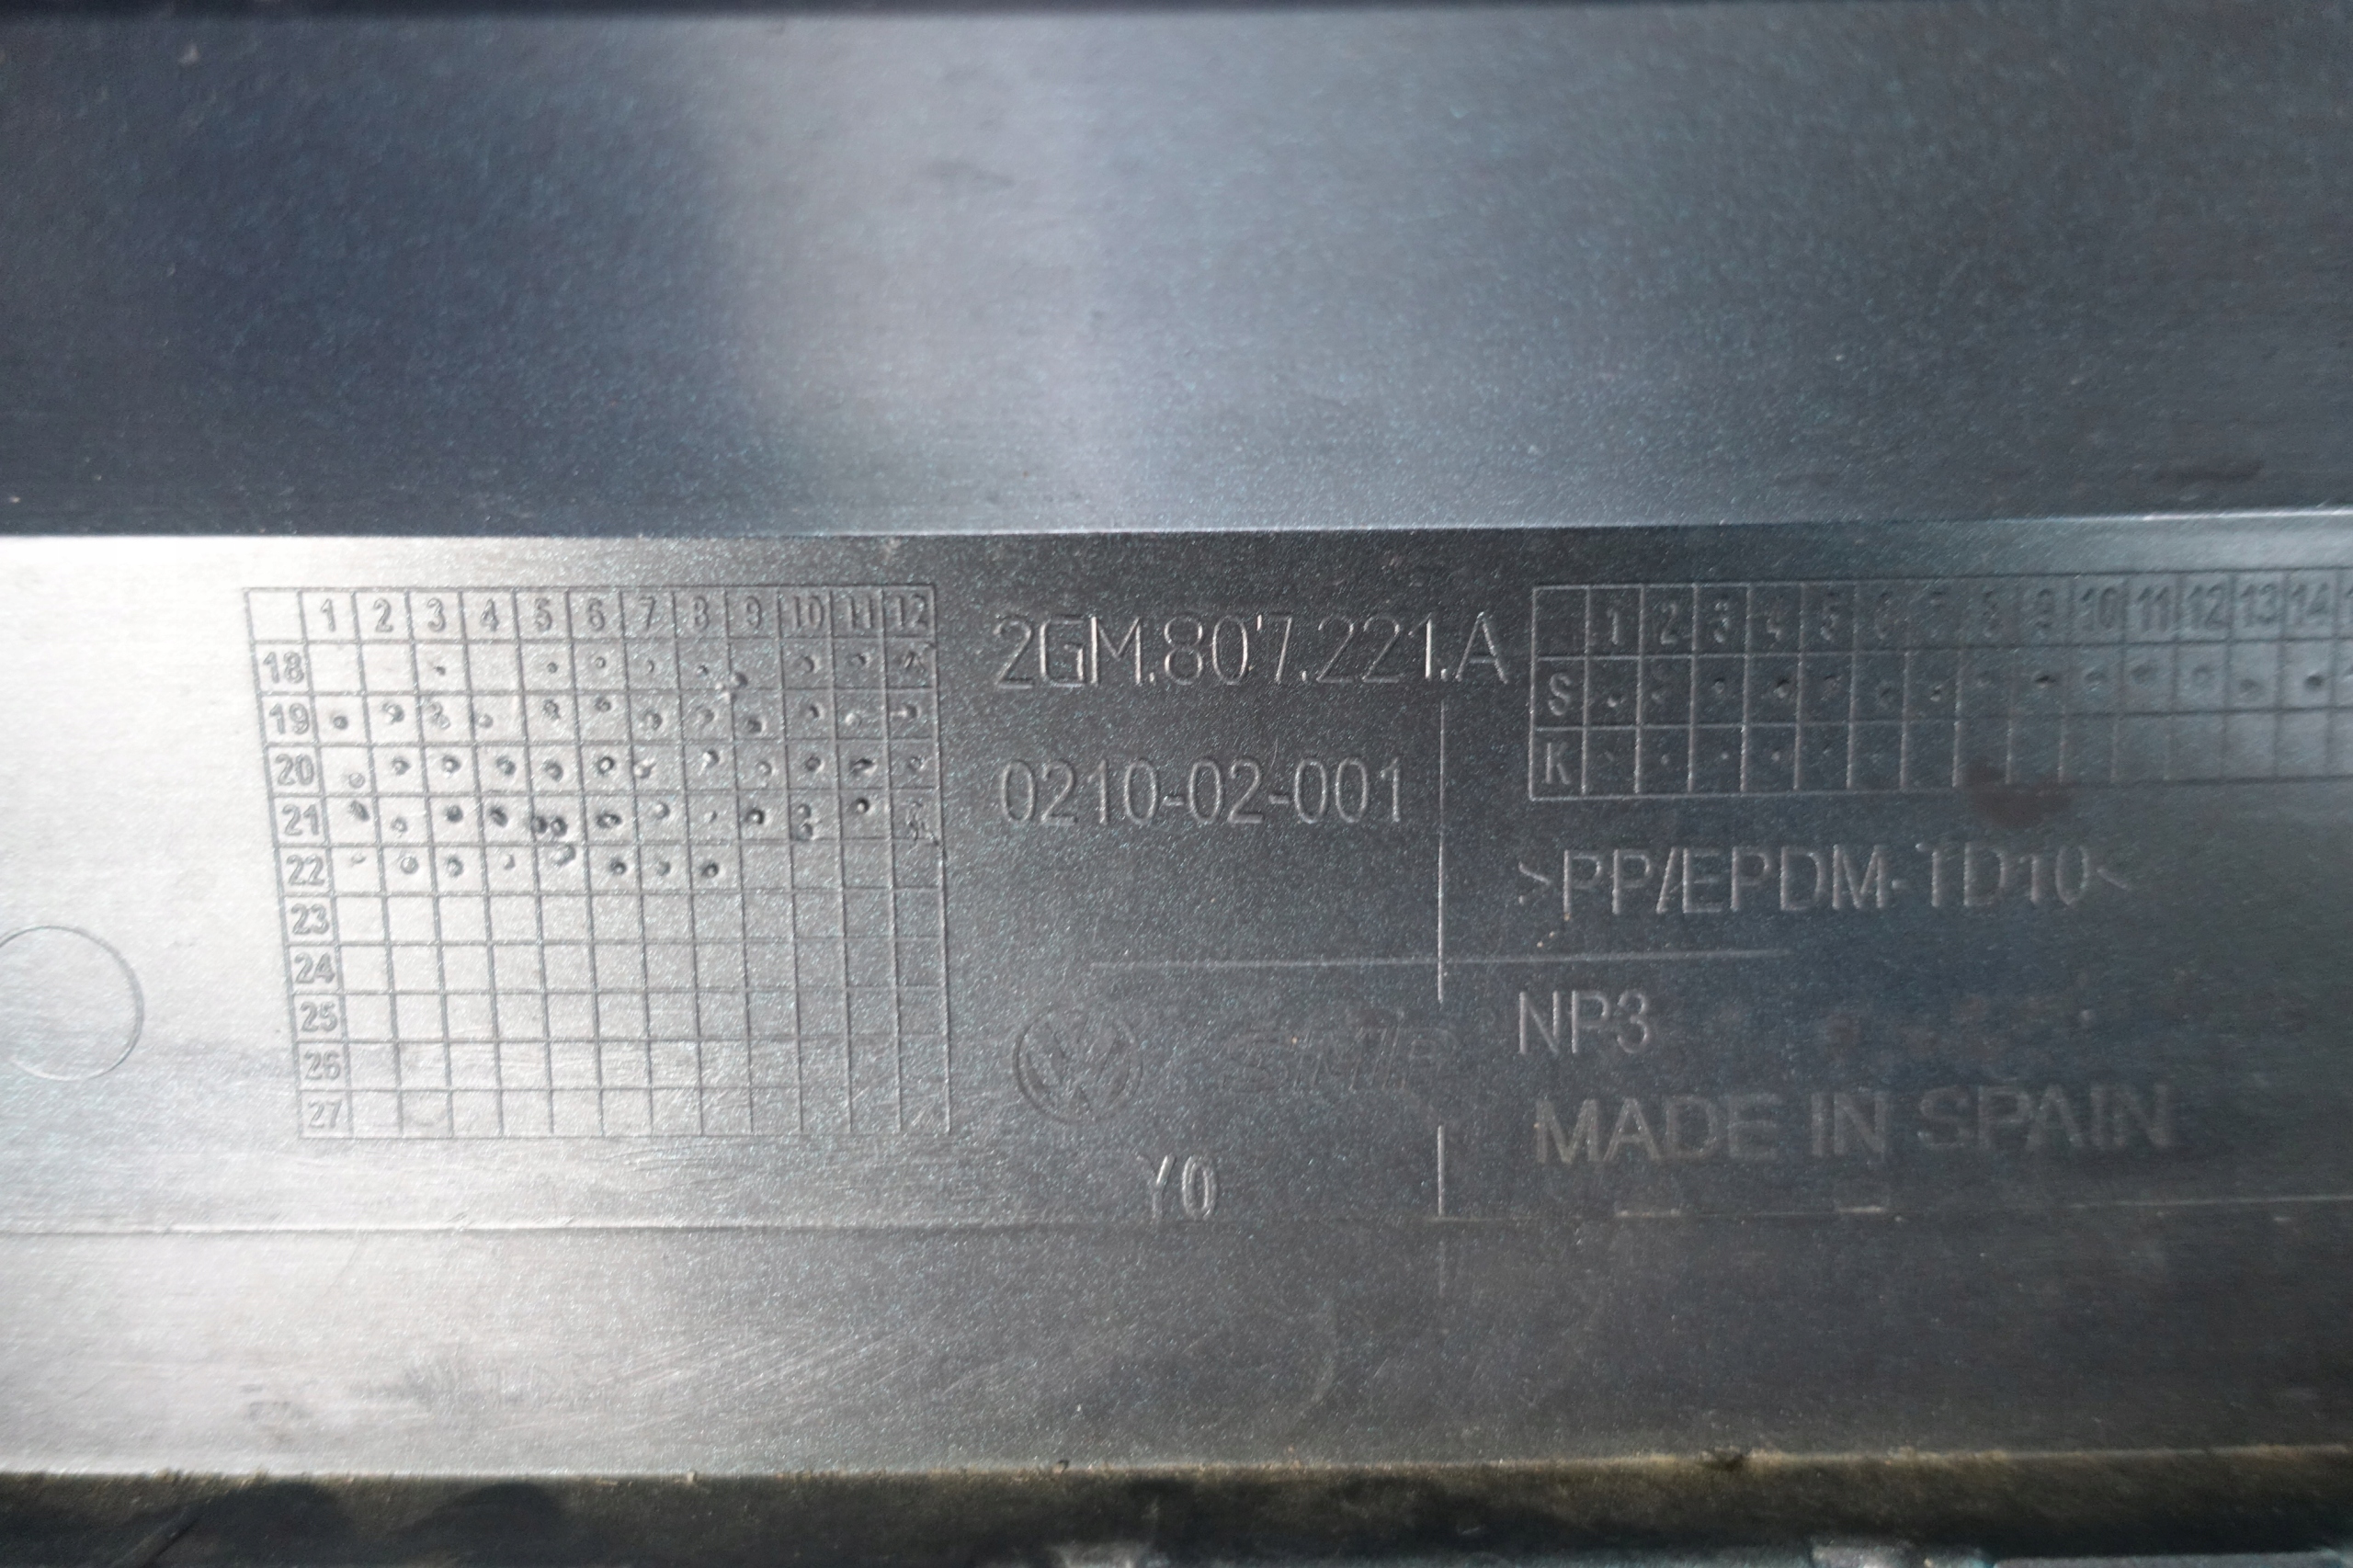 1 2 3 4 5 6 7 8 9 10 11 12
18
19
20
21
22
23
24
25
26
27
2GM.807.221.A
0210-02-001
SMP
Y0
1 2 3 4 5 6 7 8 9 10 11 12 13 14
S
K
>PP/EPDM-TD10<
NP3
MADE IN SPAIN